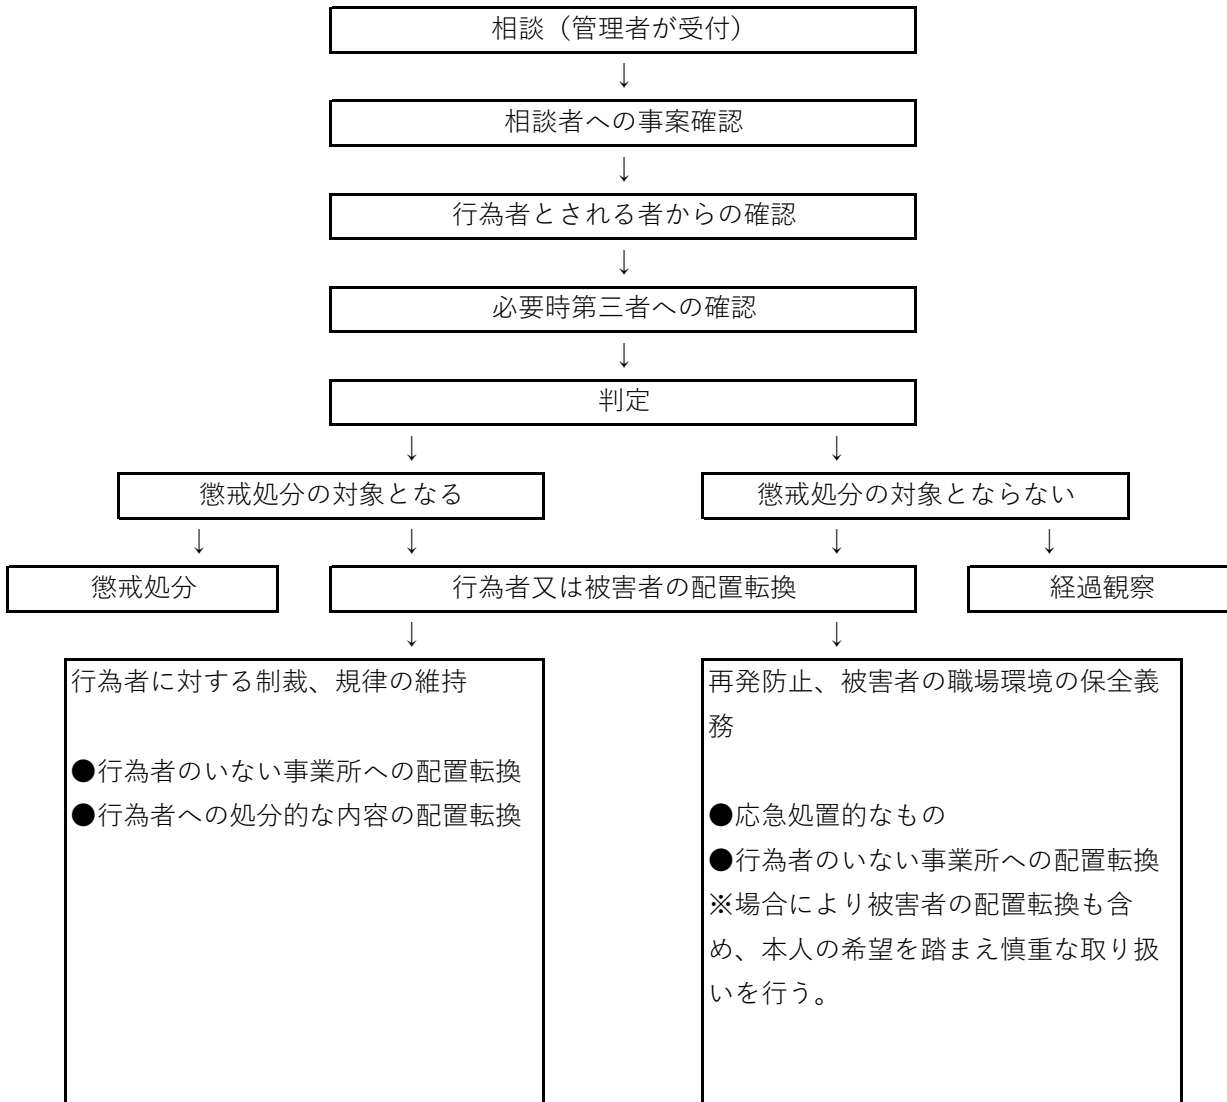 相談（管理者が受付）
↓
相談者への事案確認
↓
行為者とされる者からの確認
↓
必要時第三者への確認
↓
判定
↓ ↓
懲戒処分の対象となる 懲戒処分の対象とならない
↓ ↓ ↓ ↓
懲戒処分 行為者又は被害者の配置転換 経過観察
↓ ↓
行為者に対する制裁、規律の維持
●行為者のいない事業所への配置転換
●行為者への処分的な内容の配置転換
再発防止、被害者の職場環境の保全義
務
●応急処置的なもの
●行為者のいない事業所への配置転換
※場合により被害者の配置転換も含
め、本人の希望を踏まえ慎重な取り扱
いを行う。